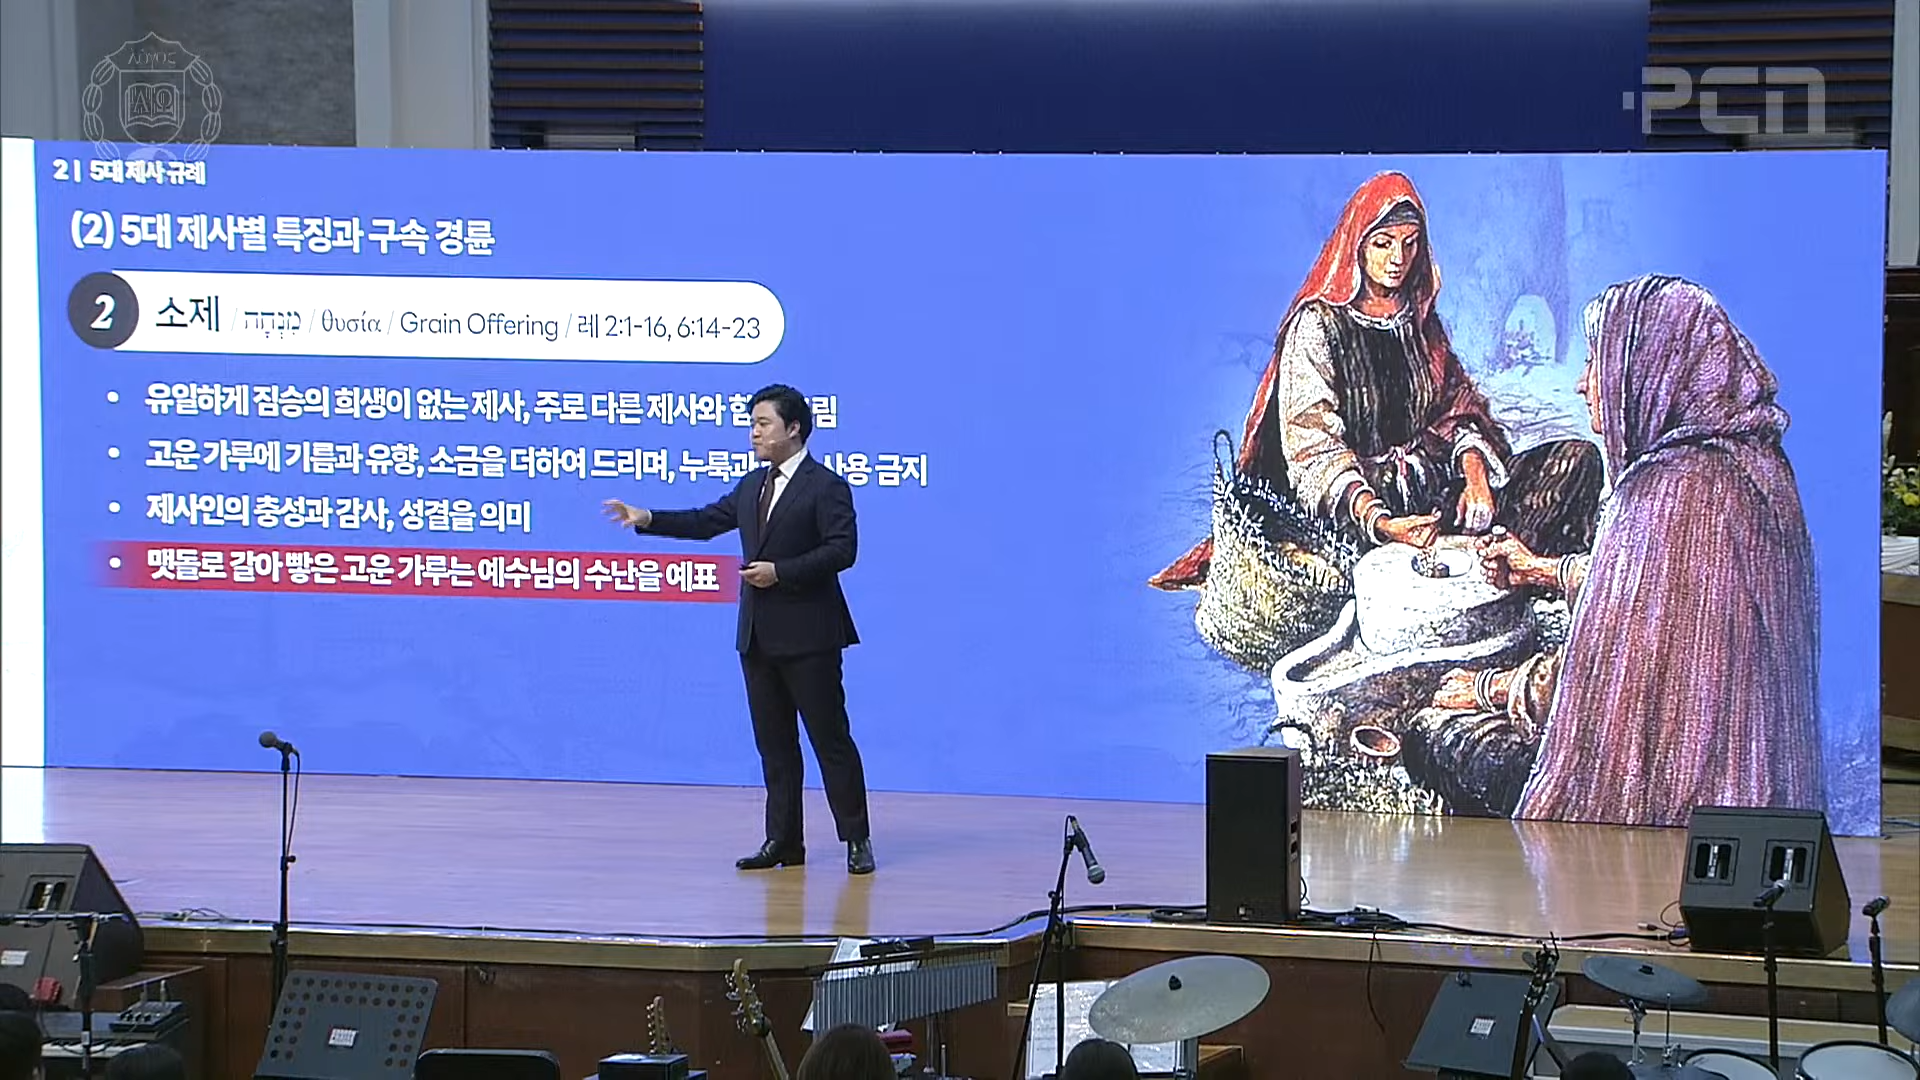 λόγος
ΑΩ
PCN
2 | 5대 제사 규례
(2) 5대 제사별 특징과 구속 경륜
2 소제 / מִנְחָה / θυσία / Grain Offering / 레 2:1-16, 6:14-23
• 유일하게 짐승의 희생이 없는 제사, 주로 다른 제사와
• 고운 가루에 기름과 유향, 소금을 더하여 드리며, 누룩과 사용 금지
• 제사인의 충성과 감사, 성결을 의미
• 맷돌로 갈아 빻은 고운 가루는 예수님의 수난을 예표